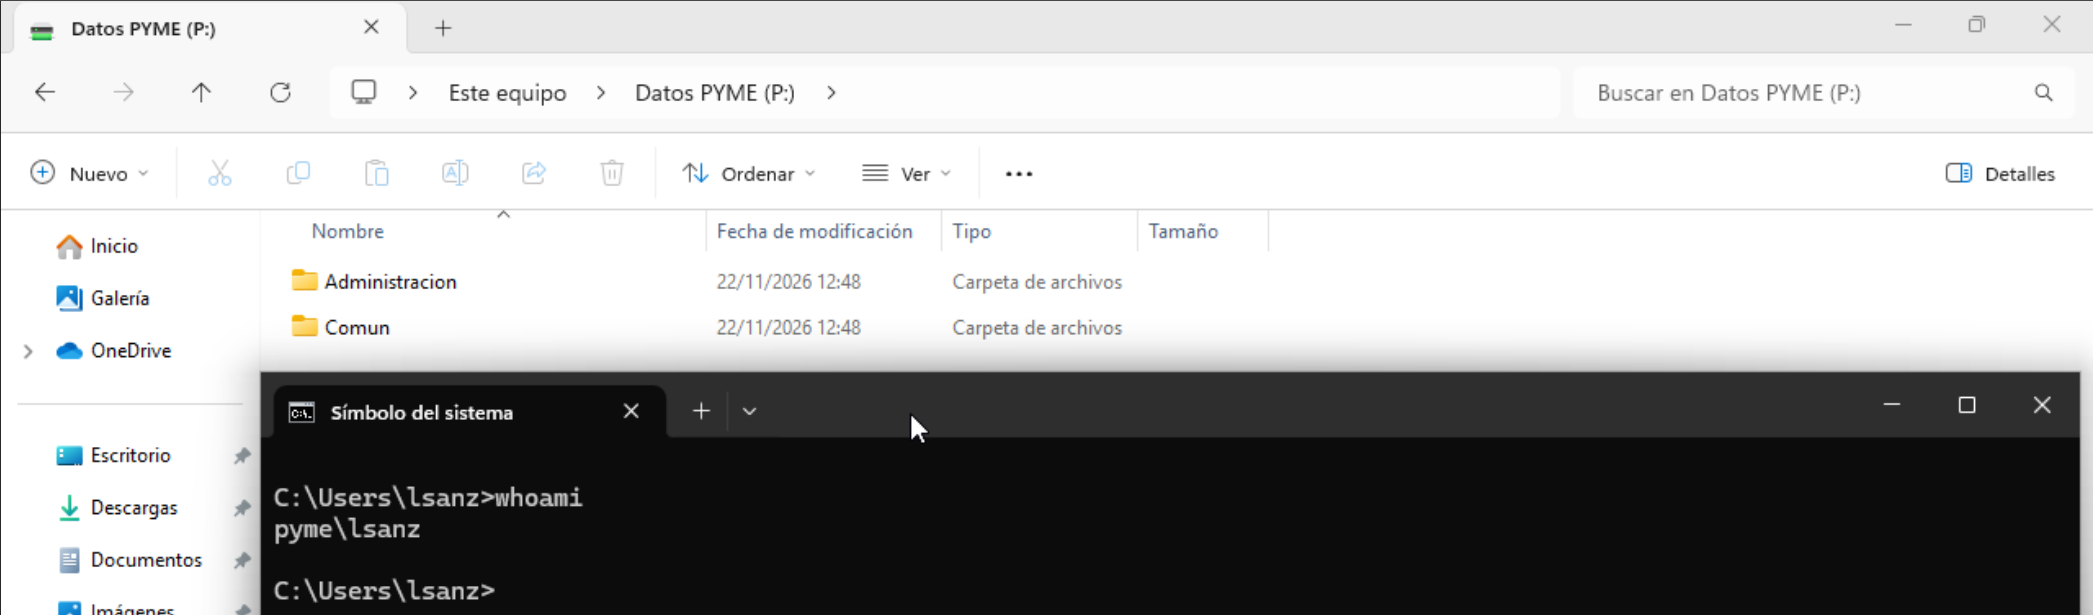 Datos PYME (P:)
Este equipo > Datos PYME (P:) >
Buscar en Datos PYME (P:)
Nuevo
Ordenar
Ver
Detalles
Nombre Fecha de modificación Tipo Tamaño
Inicio
Galería
OneDrive
Escritorio
Descargas
Documentos
Imágenes
Administracion 22/11/2026 12:48 Carpeta de archivos
Comun 22/11/2026 12:48 Carpeta de archivos
Símbolo del sistema
C:\Users\lsanz>whoami
pyme\lsanz
C:\Users\lsanz>